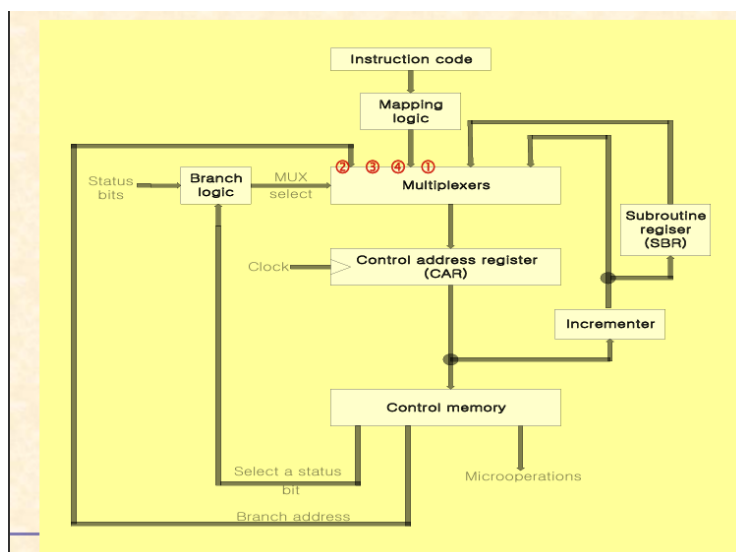 Instruction code
Mapping
logic
② ③ ④ ①
Status
bits
Branch
logic
MUX
select
Multiplexers
Subroutine
regiser
(SBR)
Clock
Control address register
(CAR)
Incrementer
Control memory
Select a status
bit
Microoperations
Branch address